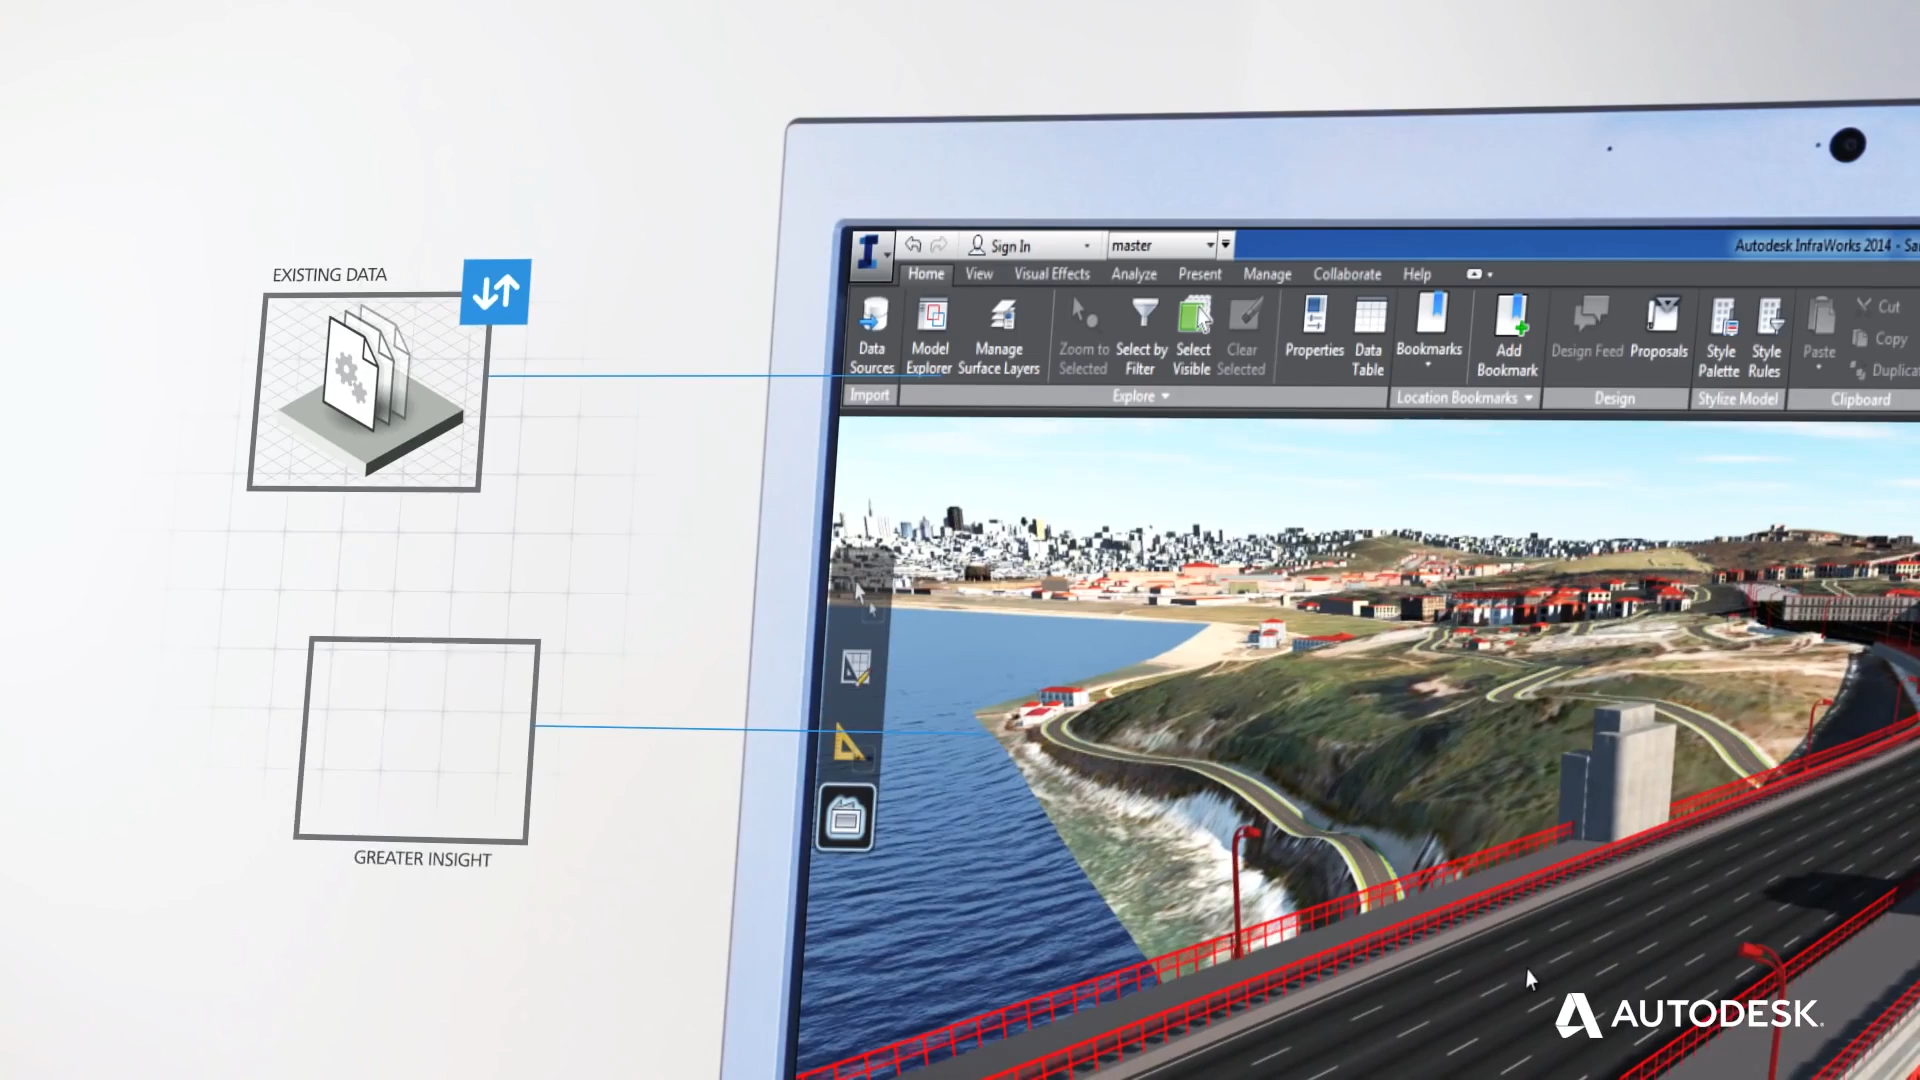 EXISTING DATA
GREATER INSIGHT
Sign In
master
Autodesk InfraWorks 2014 - Sa
Home View Visual Effects Analyze Present Manage Collaborate Help
Data Sources
Model Explorer
Manage Surface Layers
Zoom to Selected
Select by Filter
Select Visible
Clear Selected
Properties
Data Table
Bookmarks
Add Bookmark
Design Feed
Proposals
Style Palette
Style Rules
Paste
Cut
Copy
Duplica
Import Explore Location Bookmarks Design Stylize Model Clipboard
AUTODESK.